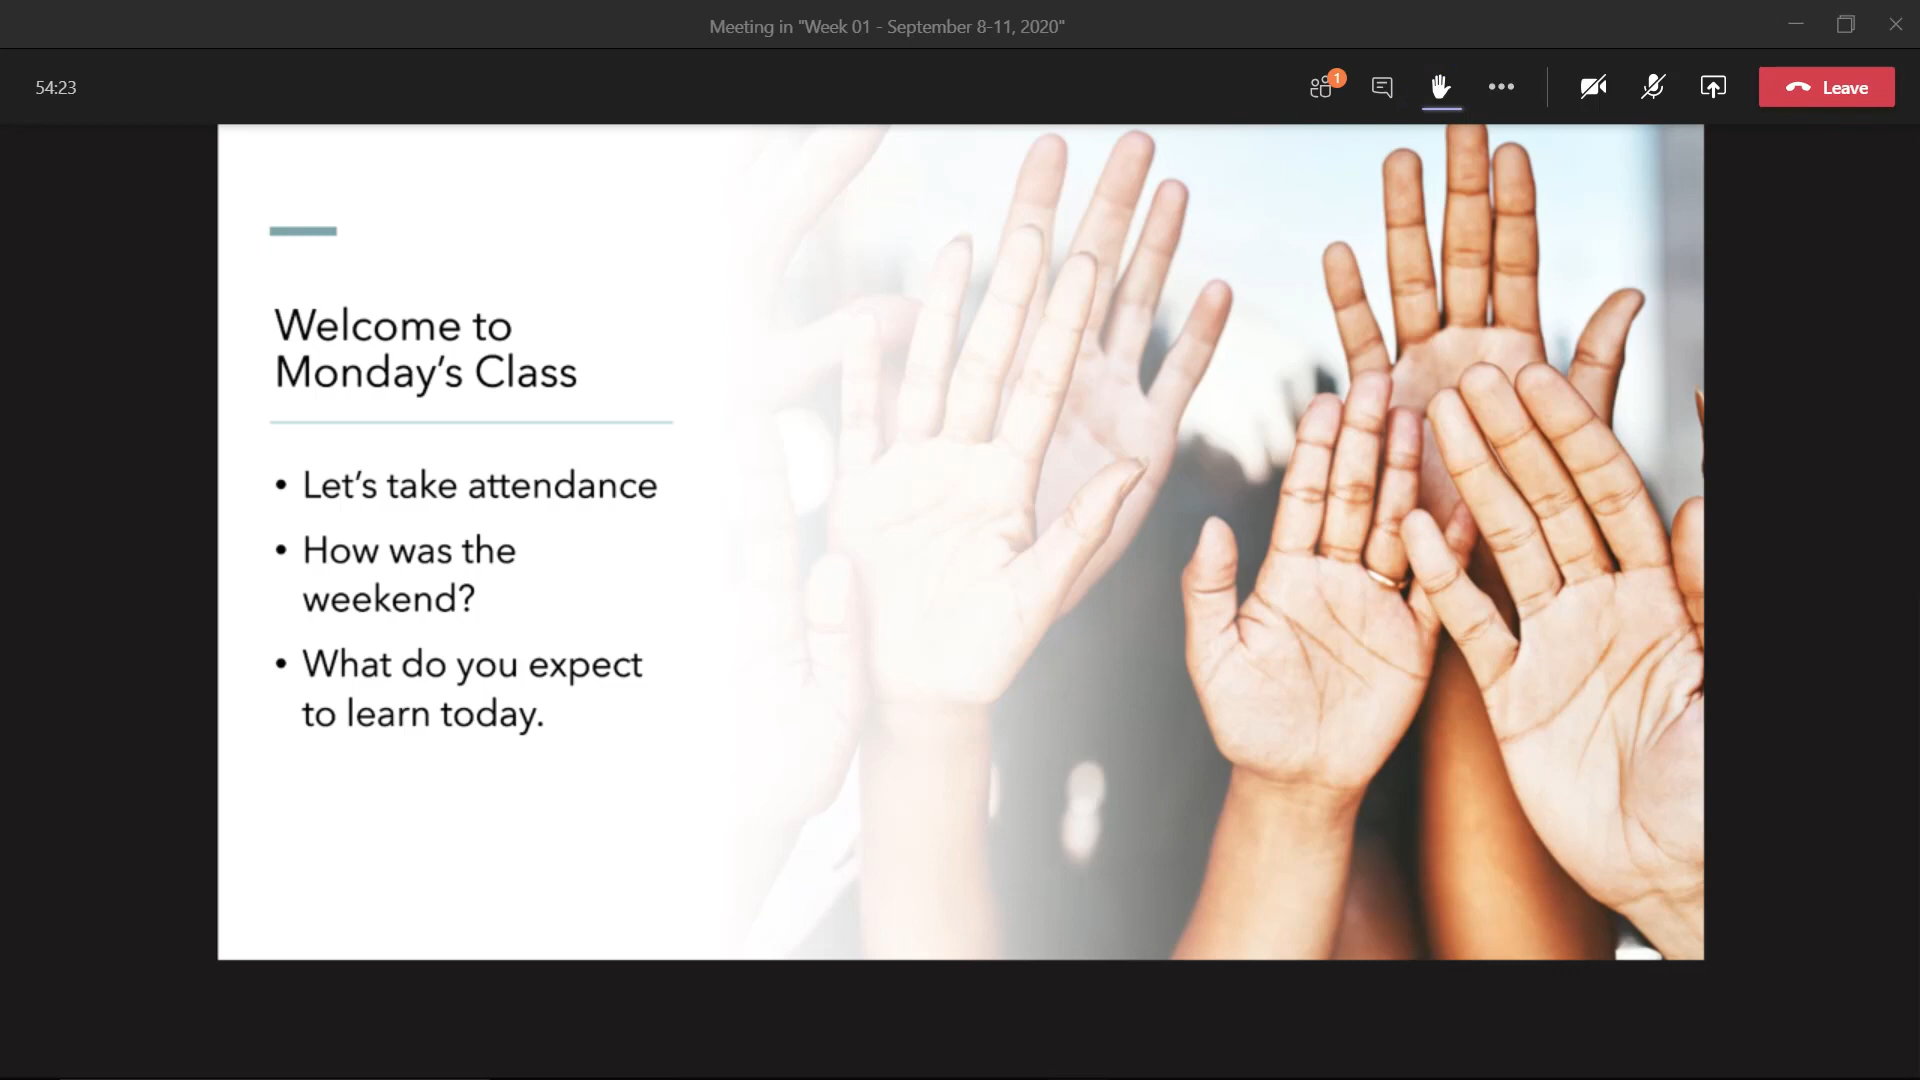 Meeting in "Week 01 - September 8-11, 2020"
54:23
1
Leave
Welcome to
Monday's Class
• Let's take attendance
• How was the
weekend?
• What do you expect
to learn today.